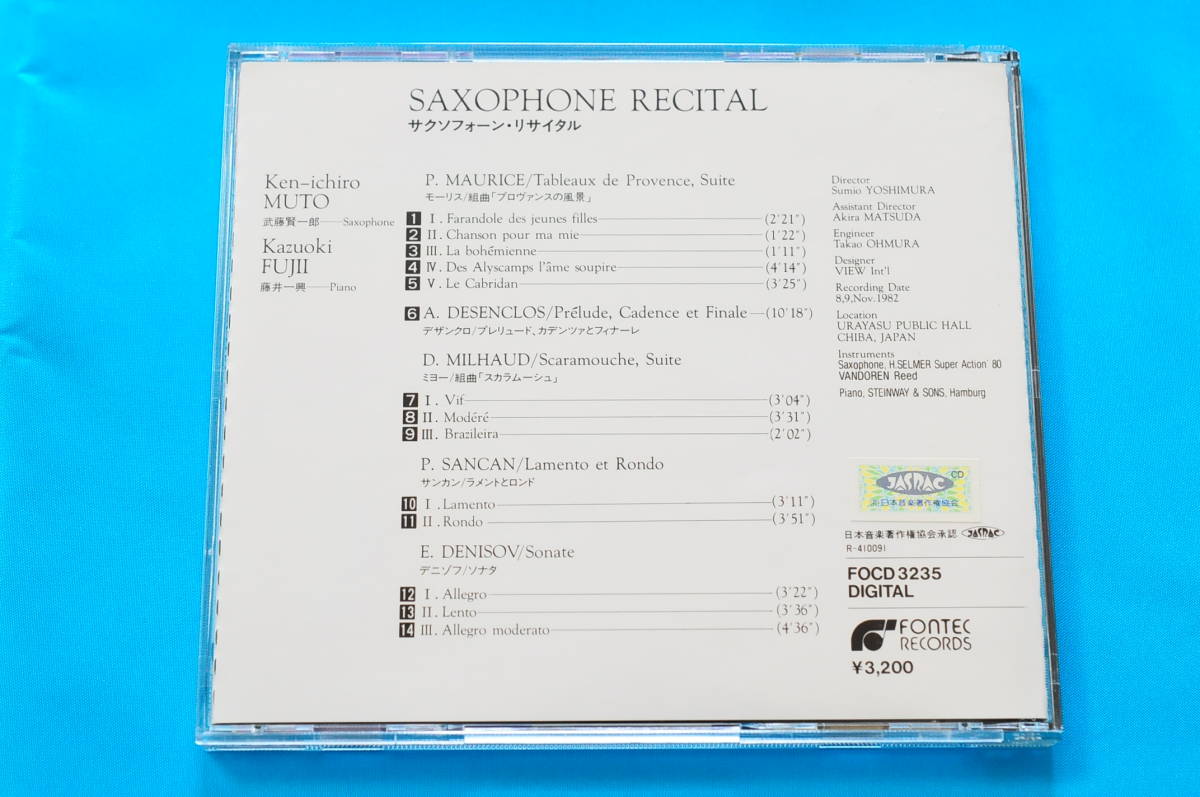 SAXOPHONE RECITAL
サクソフォーン・リサイタル
Ken-ichiro
MUTO
武藤賢一郎——Saxophone
Kazuoki
FUJII
藤井一興——Piano
P. MAURICE/Tableaux de Provence, Suite
モーリス/組曲「プロヴァンスの風景」
1 I. Farandole des jeunes filles (2'21")
2 II. Chanson pour ma mie (1'22")
3 III. La bohémienne (1'11")
4 IV. Des Alyscamps l'âme soupire (4'14")
5 V. Le Cabridan (3'25")
6 A. DESENCLOS/Prélude, Cadence et Finale (10'18")
デザンクロ/プレリュード、カデンツァとフィナーレ
D. MILHAUD/Scaramouche, Suite
ミヨー/組曲「スカラムーシュ」
7 I. Vif (3'04")
8 II. Modéré (3'31")
9 III. Brazileira (2'02")
P. SANCAN/Lamento et Rondo
サンカン/ラメントとロンド
10 I. Lamento (3'11")
11 II. Rondo (3'51")
E. DENISOV/Sonate
デニゾフ/ソナタ
12 I. Allegro (3'22")
13 II. Lento (3'36")
14 III. Allegro moderato (4'36")
Director
Sumio YOSHIMURA
Assistant Director
Akira MATSUDA
Engineer
Takao OHMURA
Designer
VIEW Int'l
Recording Date
8,9,Nov.1982
Location
URAYASU PUBLIC HALL
CHIBA, JAPAN
Instruments
Saxophone, H.SELMER Super Action' 80
VANDOREN Reed
Piano, STEINWAY & SONS, Hamburg
CD
JASRAC
日本音楽著作権協会
日本音楽著作権協会承認 JASRAC
R-410091
FOCD3235
DIGITAL
FONTEC
RECORDS
¥3,200